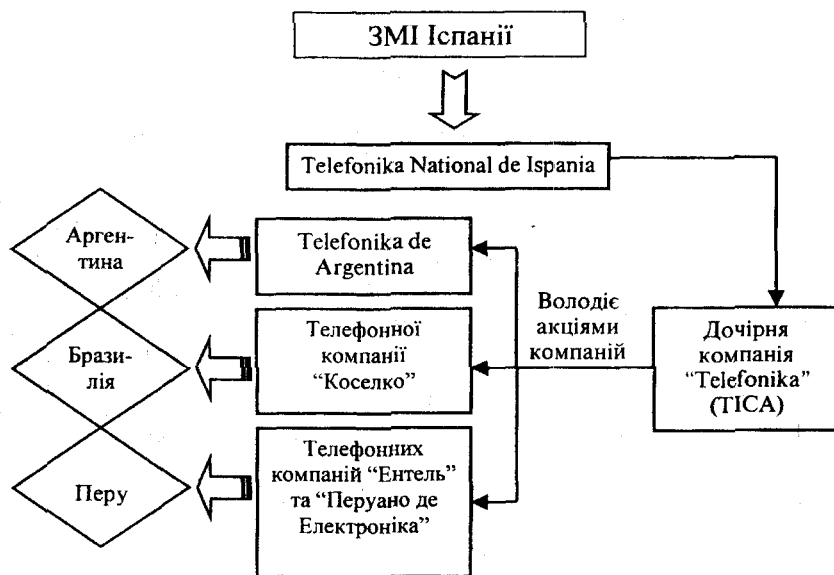 ЗМІ Іспанії
Telefonika National de Ispania
Арген-
тина
Telefonika de
Argentina
Володіє
акціями
компаній
Дочірня
компанія
“Telefonika”
(TICA)
Брази-
лія
Телефонної
компанії
“Коселко”
Перу
Телефонних
компаній “Ентель”
та “Перуано де
Електроніка”